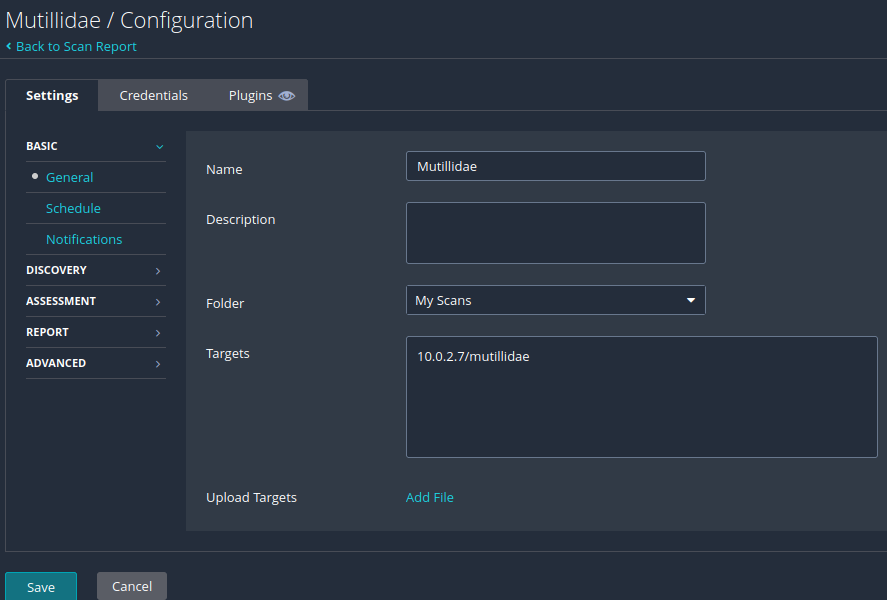 Mutillidae / Configuration
Back to Scan Report
Settings Credentials Plugins
BASIC
General
Schedule
Notifications
DISCOVERY
ASSESSMENT
REPORT
ADVANCED
Name Mutillidae
Description
Folder My Scans
Targets 10.0.2.7/mutillidae
Upload Targets Add File
Save Cancel